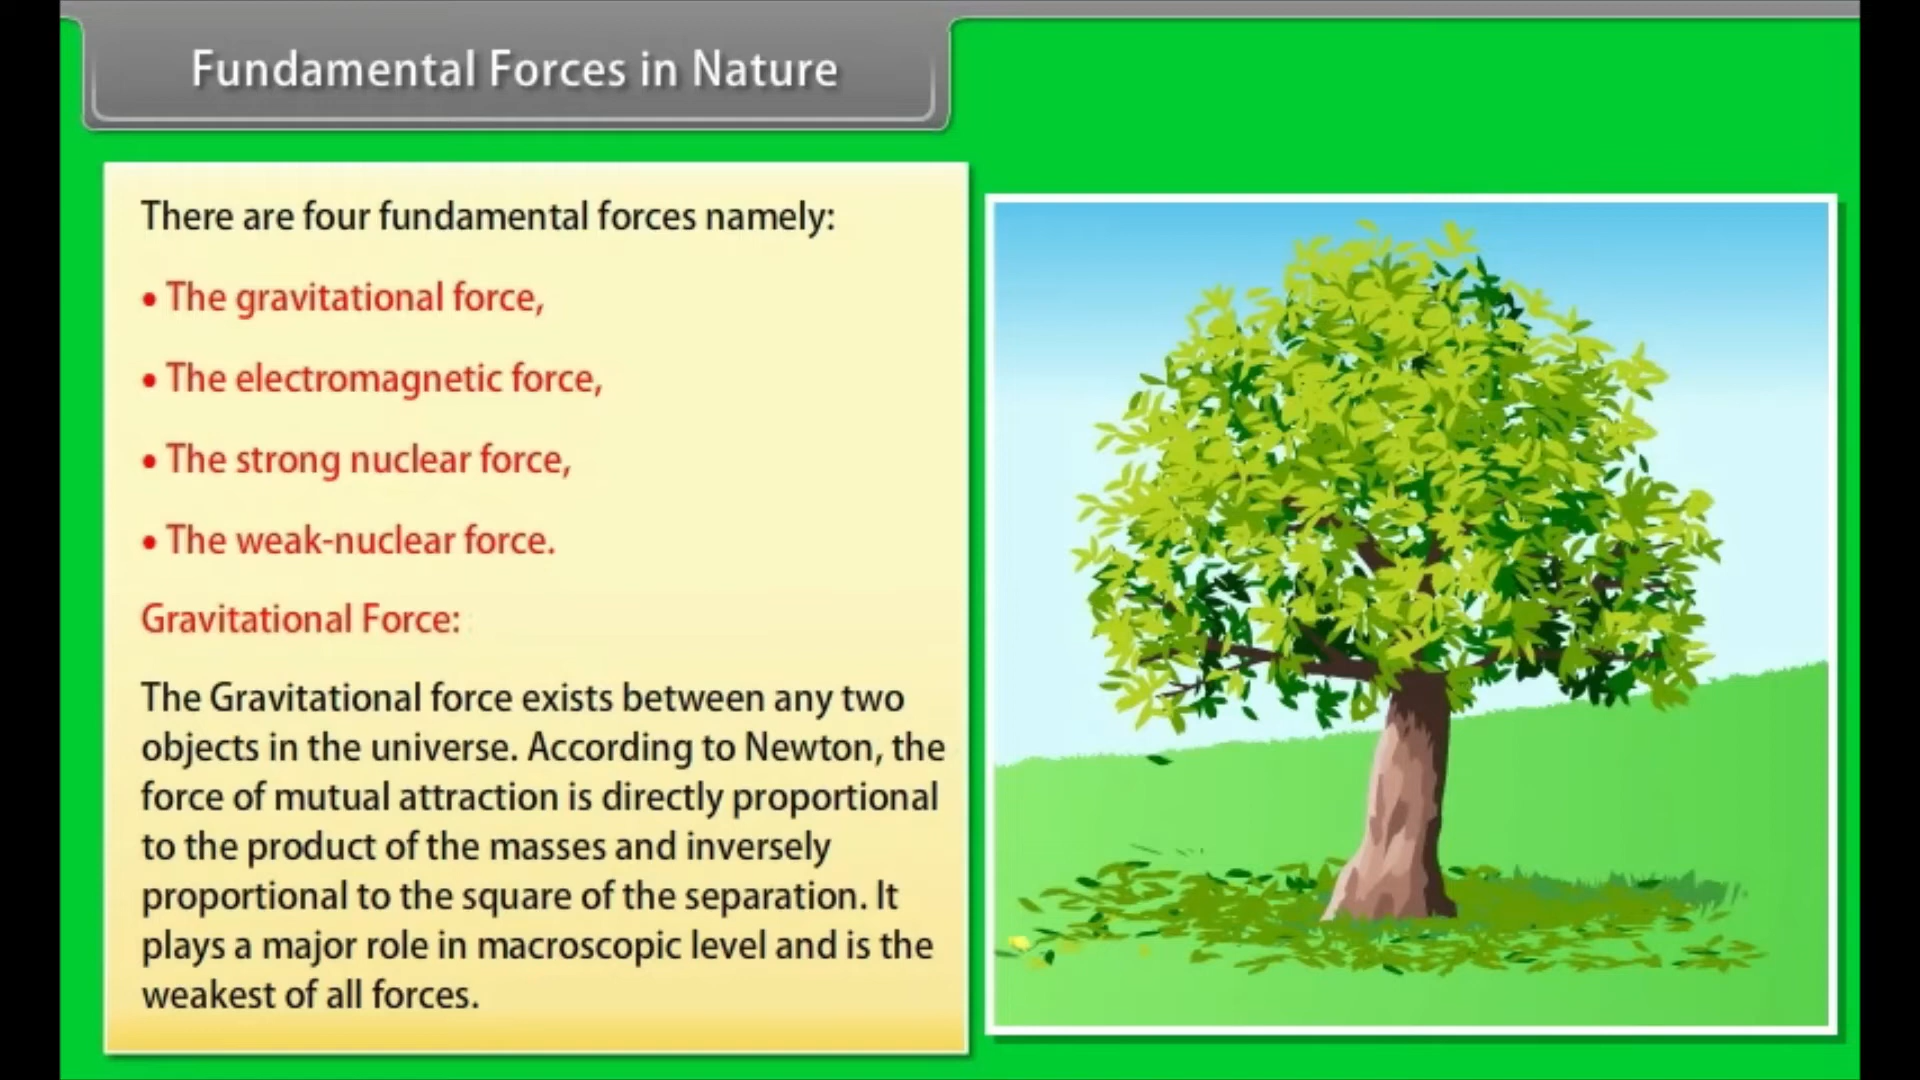 Fundamental Forces in Nature
There are four fundamental forces namely:
• The gravitational force,
• The electromagnetic force,
• The strong nuclear force,
• The weak-nuclear force.
Gravitational Force:
The Gravitational force exists between any two
objects in the universe. According to Newton, the
force of mutual attraction is directly proportional
to the product of the masses and inversely
proportional to the square of the separation. It
plays a major role in macroscopic level and is the
weakest of all forces.